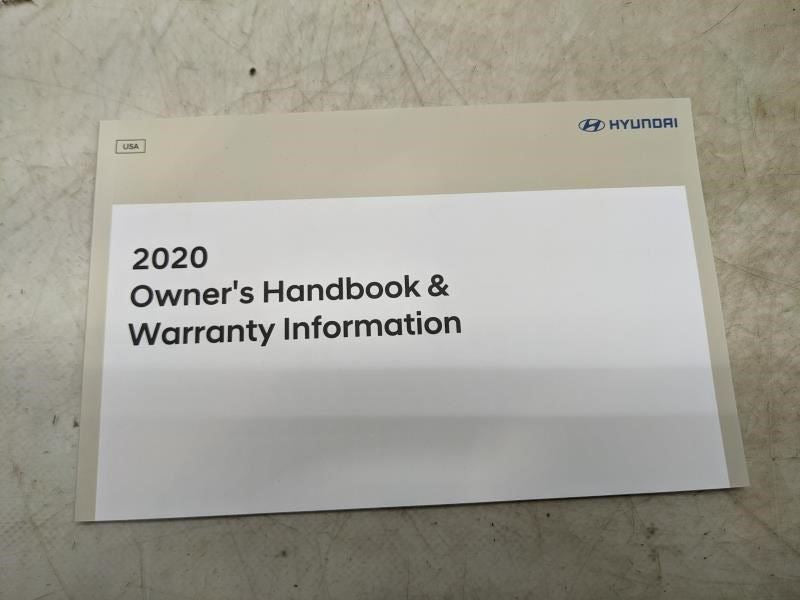 USA
HYUNDAI
2020
Owner's Handbook &
Warranty Information